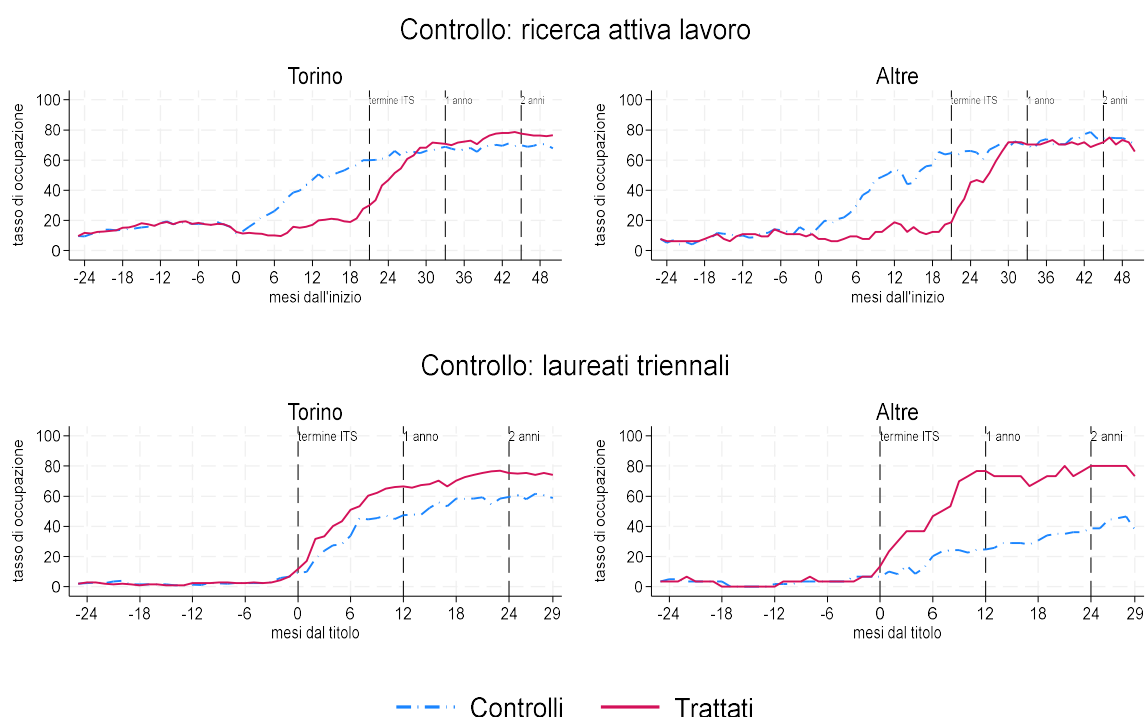 Controllo: ricerca attiva lavoro
Torino
tasso di occupazione
100
80
60
40
20
0
termine ITS
1 anno
2 anni
-24 -18 -12 -6 0 6 12 18 24 30 36 42 48
mesi dall'inizio
Altre
tasso di occupazione
100
80
60
40
20
0
termine ITS
1 anno
2 anni
-24 -18 -12 -6 0 6 12 18 24 30 36 42 48
mesi dall'inizio
Controllo: laureati triennali
Torino
tasso di occupazione
100
80
60
40
20
0
termine ITS
1 anno
2 anni
-24 -18 -12 -6 0 6 12 18 24 29
mesi dal titolo
Altre
tasso di occupazione
100
80
60
40
20
0
termine ITS
1 anno
2 anni
-24 -18 -12 -6 0 6 12 18 24 29
mesi dal titolo
Controlli Trattati